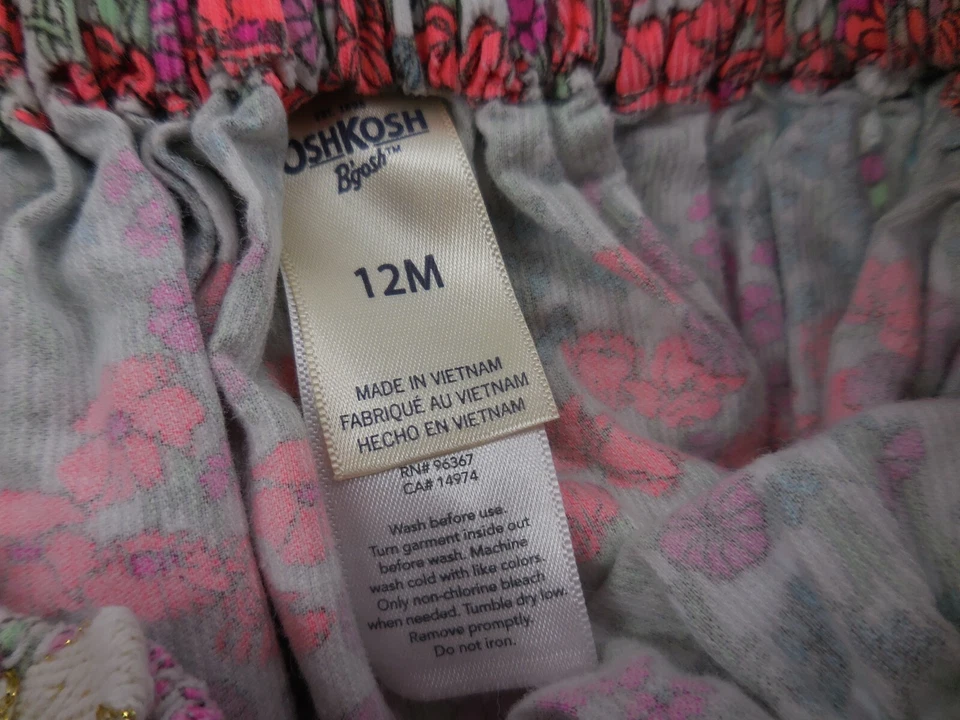 OSHKOSH
B'gosh™
12M
MADE IN VIETNAM
FABRIQUÉ AU VIETNAM
HECHO EN VIETNAM
RN# 96367
CA# 14974
Wash before use.
Turn garment inside out
before wash. Machine
wash cold with like colors.
Only non-chlorine bleach
when needed. Tumble dry low.
Remove promptly.
Do not iron.